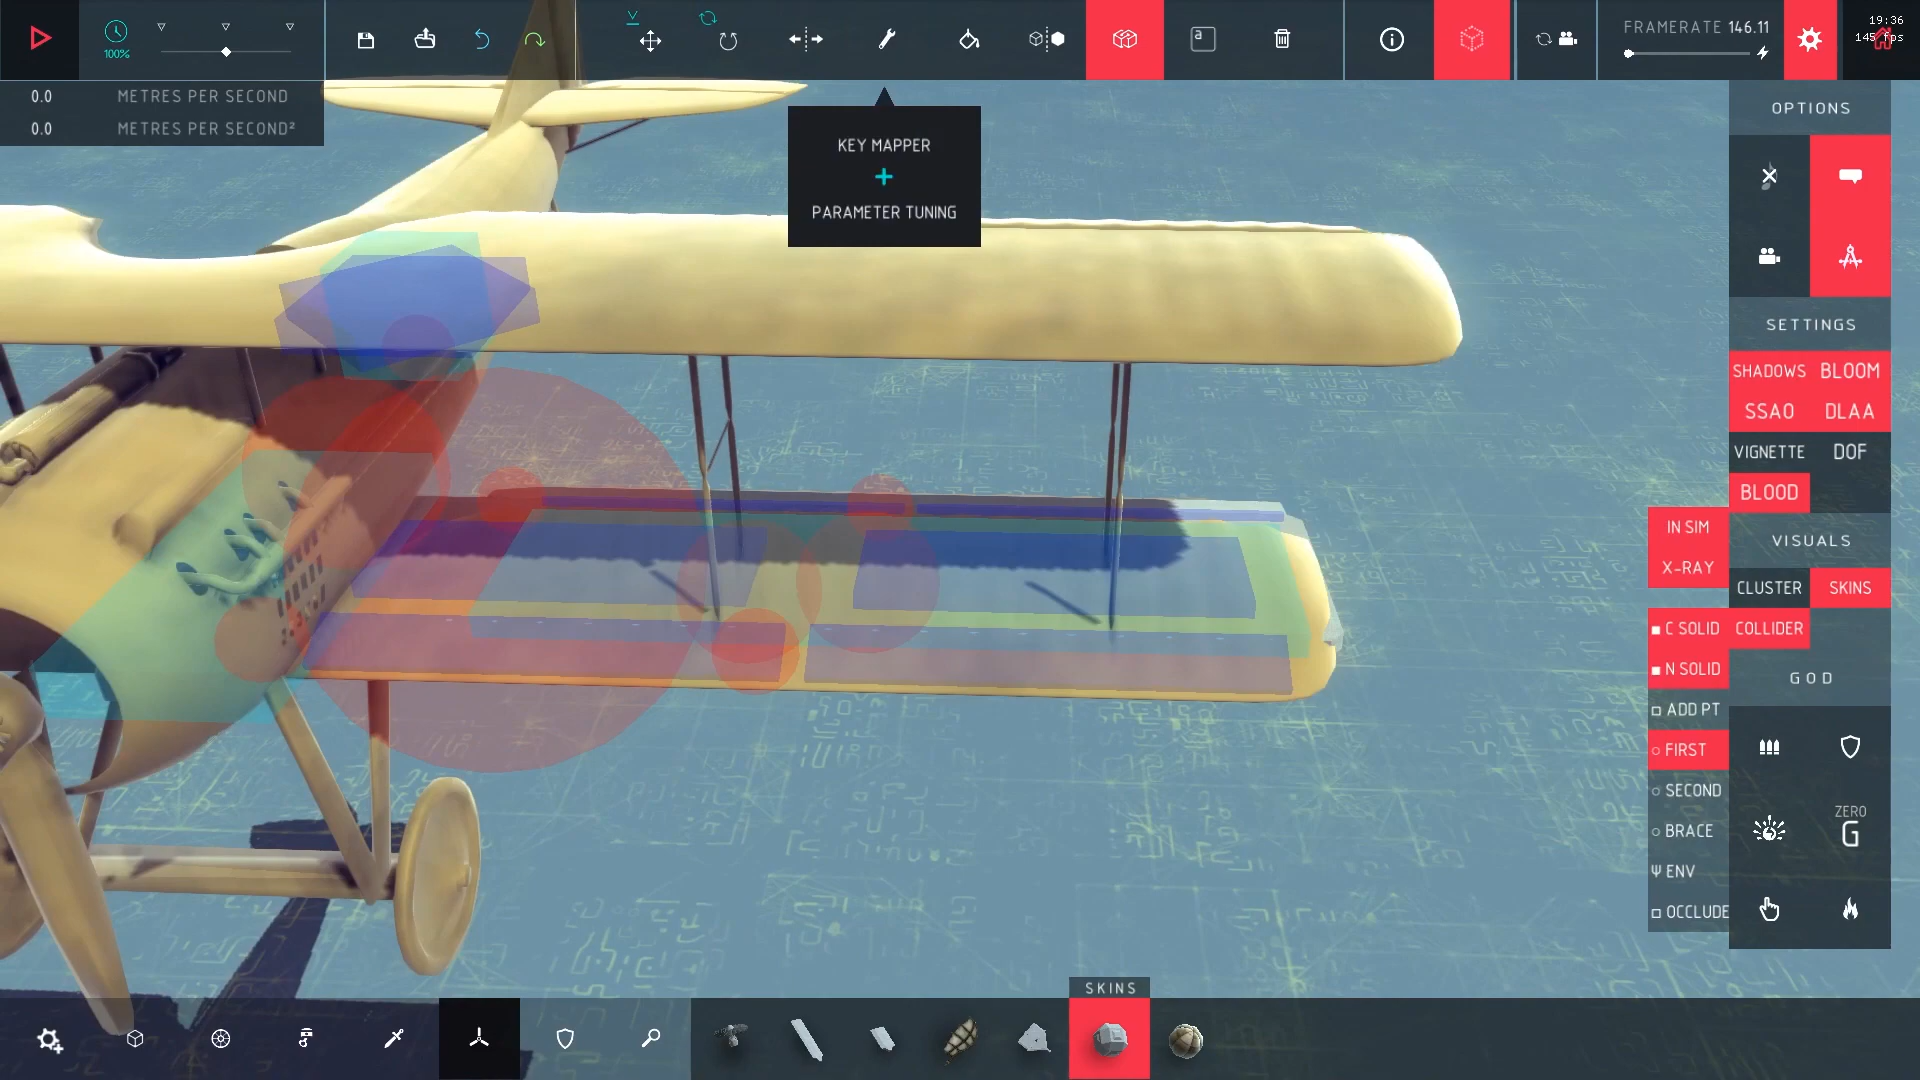 100%
FRAMERATE 146.11
19:36
145 fps
0.0 METRES PER SECOND
0.0 METRES PER SECOND²
KEY MAPPER
+
PARAMETER TUNING
a
OPTIONS
SETTINGS
SHADOWS BLOOM
SSAO DLAA
VIGNETTE DOF
BLOOD
IN SIM
X-RAY
VISUALS
CLUSTER SKINS
C SOLID COLLIDER
N SOLID
GOD
ADD PT
FIRST
SECOND
BRACE
ZERO
G
Ψ ENV
OCCLUDE
SKINS